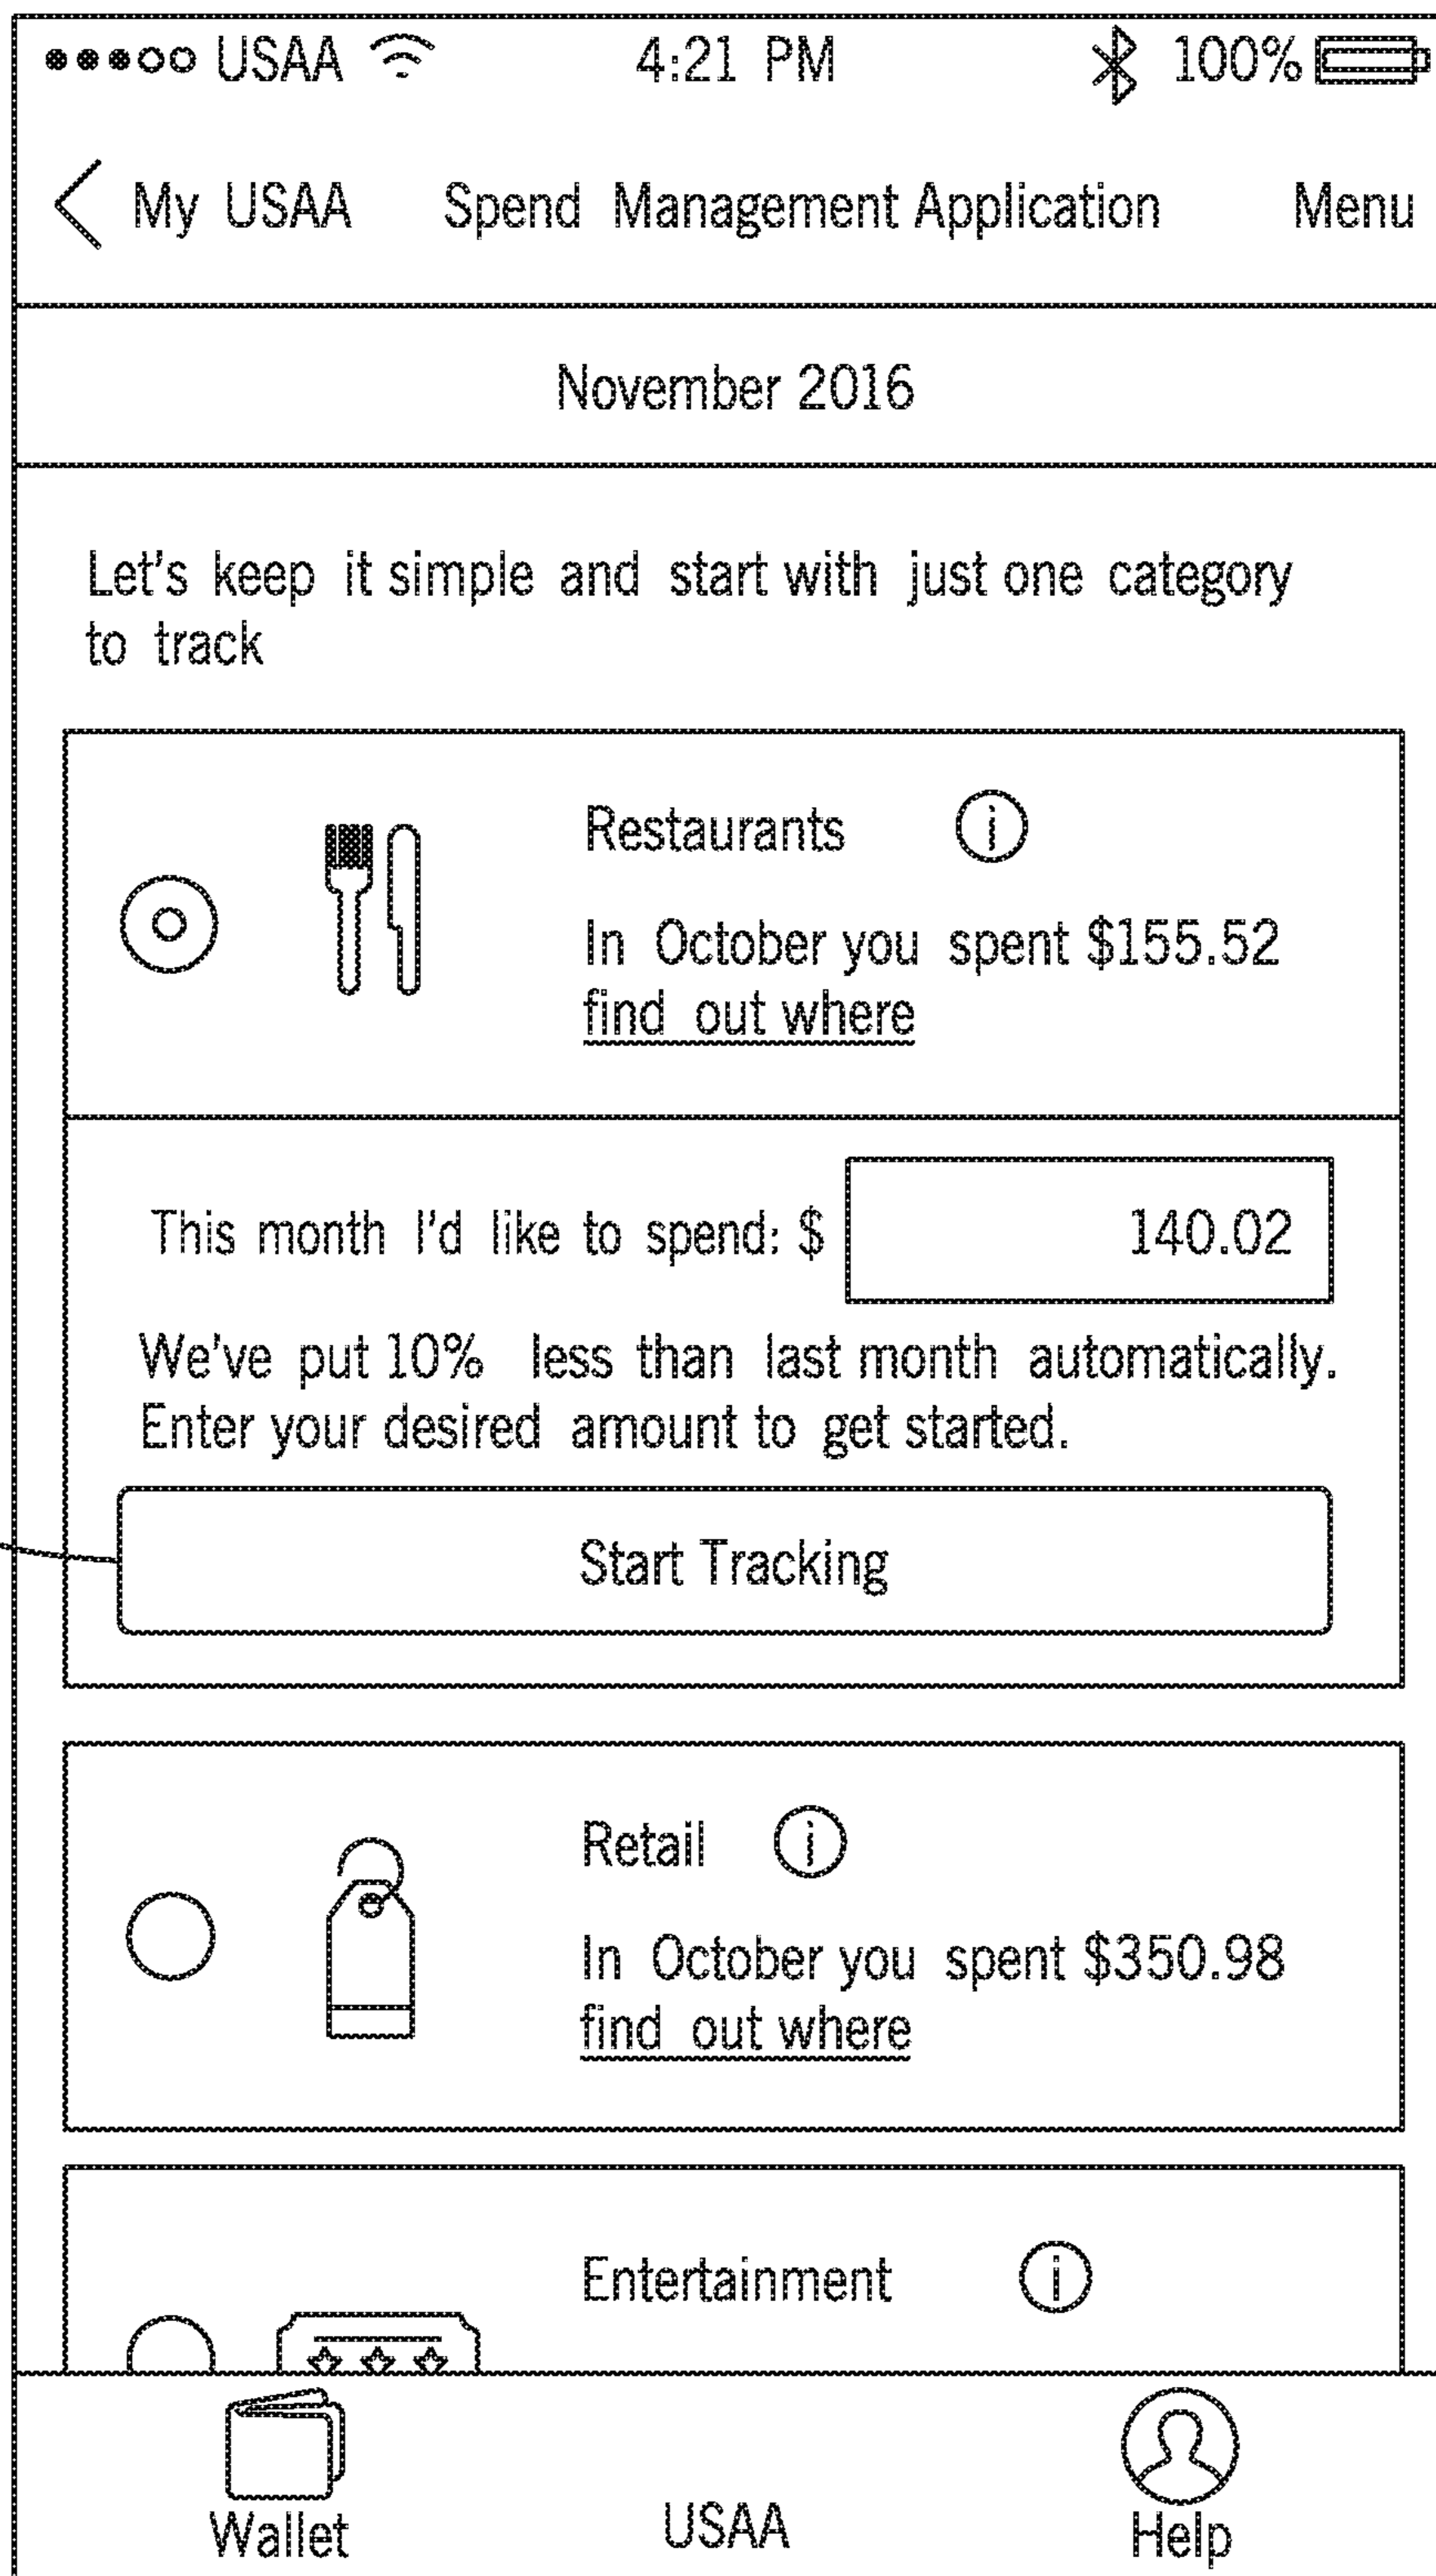 USAA 4:21 PM 100%
My USAA Spend Management Application Menu
November 2016
Let's keep it simple and start with just one category
to track
Restaurants i
In October you spent $155.52
find out where
This month I'd like to spend: $ 140.02
We've put 10% less than last month automatically.
Enter your desired amount to get started.
Start Tracking
Retail i
In October you spent $350.98
find out where
Entertainment i
Wallet USAA Help